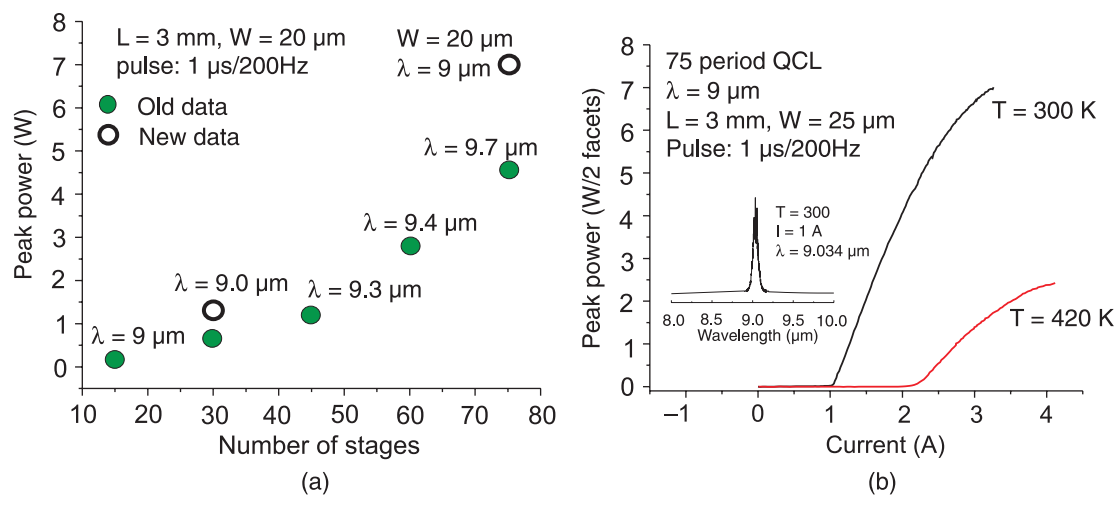 8
7
6
5
4
3
2
1
0
Peak power (W)
L = 3 mm, W = 20 µm
pulse: 1 µs/200Hz
Old data
New data
W = 20 µm
λ = 9 µm
λ = 9.7 µm
λ = 9.4 µm
λ = 9.0 µm
λ = 9.3 µm
λ = 9 µm
10 20 30 40 50 60 70 80
Number of stages
(a)
8
7
6
5
4
3
2
2
1
0
Peak power (W/2 facets)
75 period QCL
λ = 9 µm
L = 3 mm, W = 25 µm
Pulse: 1 µs/200Hz
T = 300 K
T = 300
I = 1 A
λ = 9.034 µm
8.0 8.5 9.0 9.5 10.0
Wavelength (µm)
T = 420 K
–1 0 1 2 3 4
Current (A)
(b)